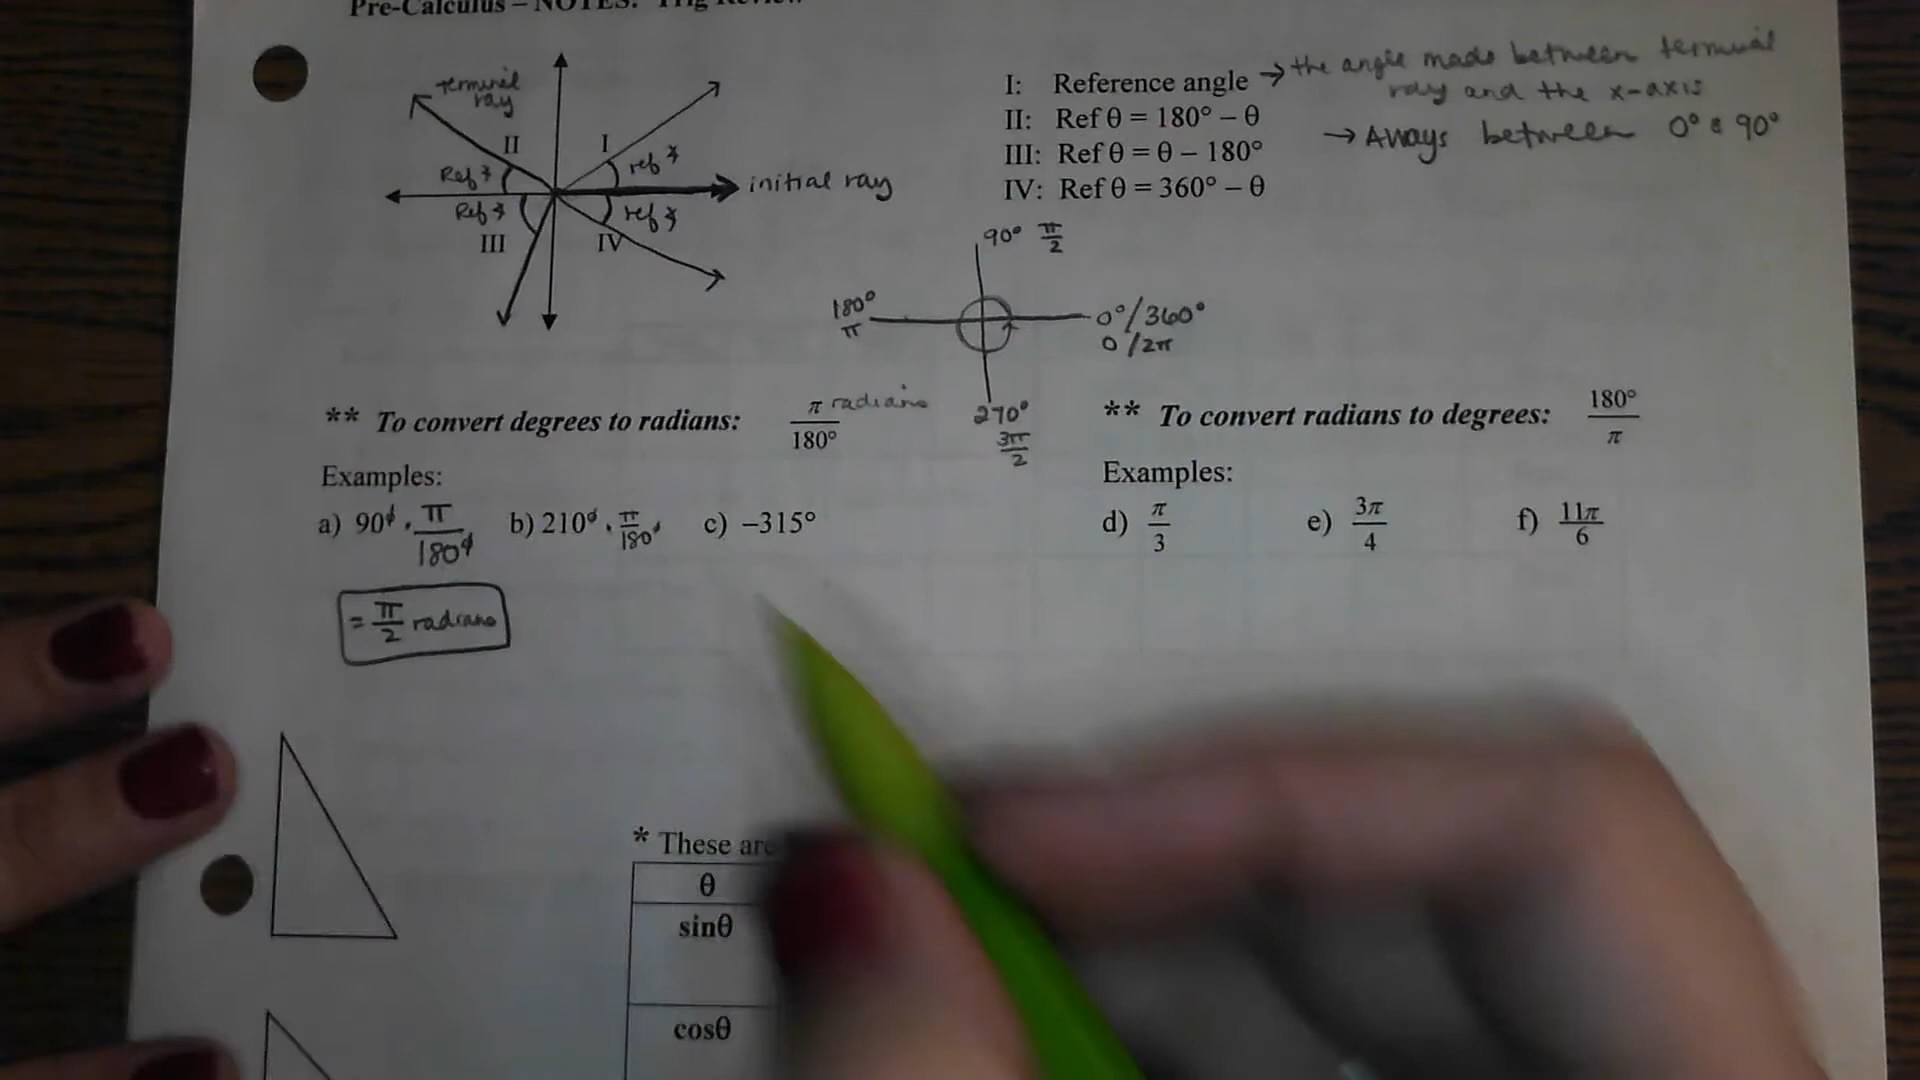 Pre-Calculus – NOTES: Trig Review
terminal
ray
II
I
Ref ∡
ref ∡
initial ray
Ref ∡
ref ∡
III
IV
I: Reference angle → the angle made between terminal
ray and the x-axis
II: Ref θ = 180° – θ
→ Aways between 0° & 90°
III: Ref θ = θ – 180°
IV: Ref θ = 360° – θ
90° π/2
180°
π
0°/360°
0/2π
270°
3π/2
** To convert degrees to radians: π radians/180°
** To convert radians to degrees: 180°/π
Examples:
a) 90° · π/180° b) 210° · π/180° c) –315°
= π/2 radians
Examples:
d) π/3 e) 3π/4 f) 11π/6
* These are
θ
sinθ
cosθ